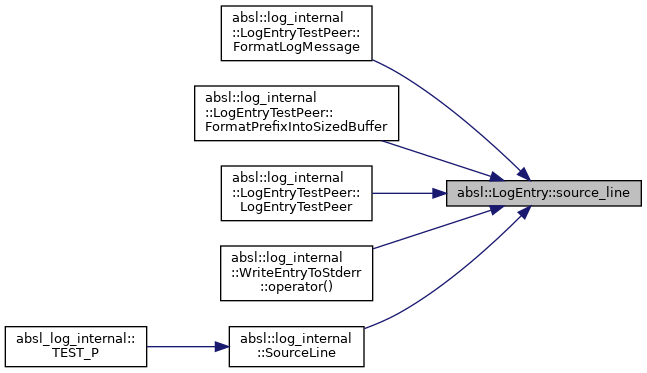 absl::log_internal
::LogEntryTestPeer::
FormatLogMessage
absl::log_internal
::LogEntryTestPeer::
FormatPrefixIntoSizedBuffer
absl::log_internal
::LogEntryTestPeer::
LogEntryTestPeer
absl::LogEntry::source_line
absl::log_internal
::WriteEntryToStderr
::operator()
absl_log_internal::
TEST_P
absl::log_internal
::SourceLine